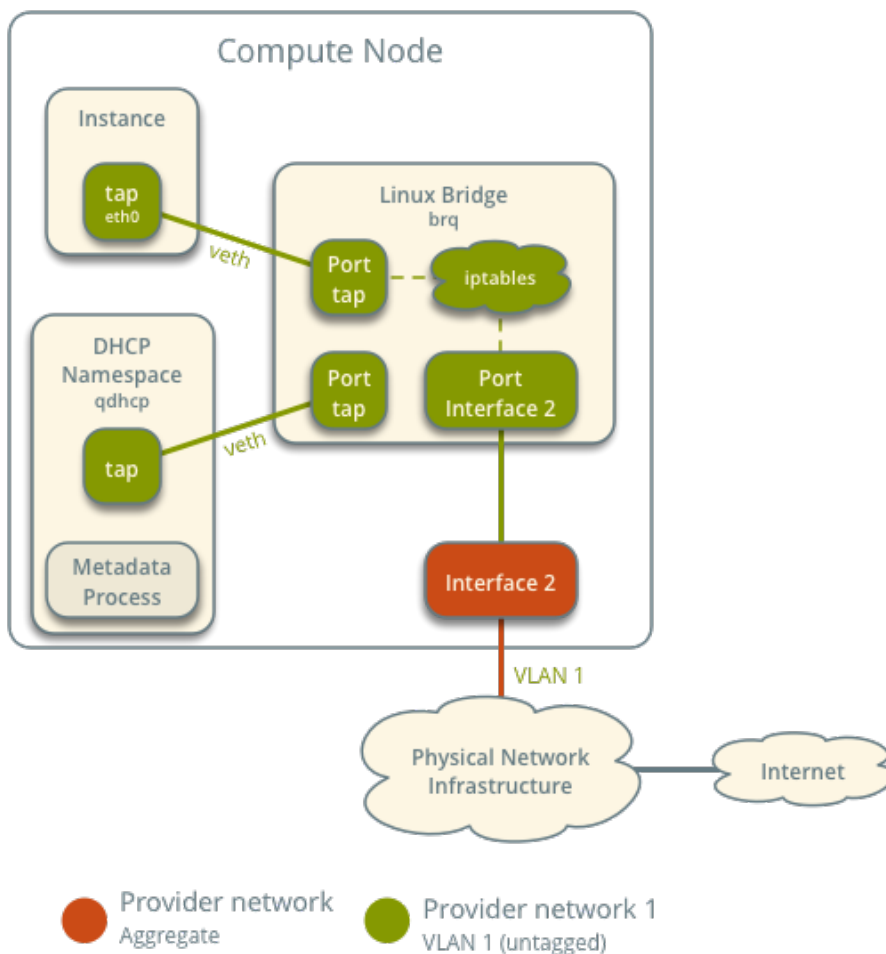 Compute Node
Instance
tap
eth0
veth
Linux Bridge
brq
Port
tap
iptables
DHCP
Namespace
qdhcp
tap
veth
Port
tap
Port
Interface 2
Metadata
Process
Interface 2
VLAN 1
Physical Network
Infrastructure
Internet
Provider network
Aggregate
Provider network 1
VLAN 1 (untagged)